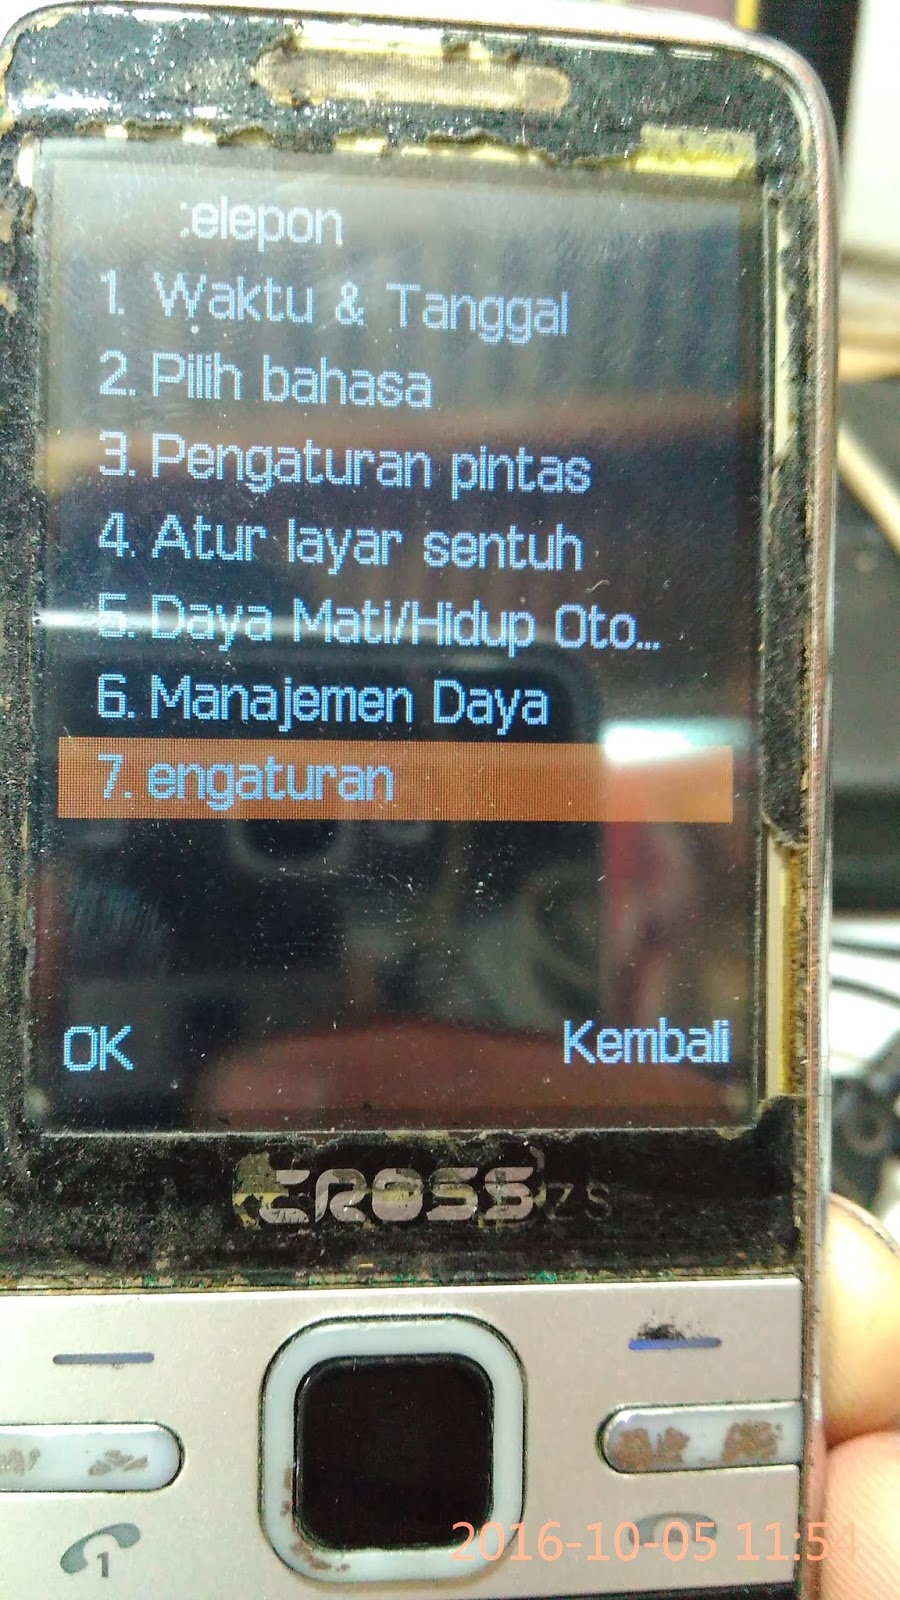 :elepon
1. Waktu & Tanggal
2. Pilih bahasa
3. Pengaturan pintas
4. Atur layar sentuh
5. Daya Mati/Hidup Oto...
6. Manajemen Daya
7. engaturan
OK Kembali
CROSS
1
2016-10-05 11:54